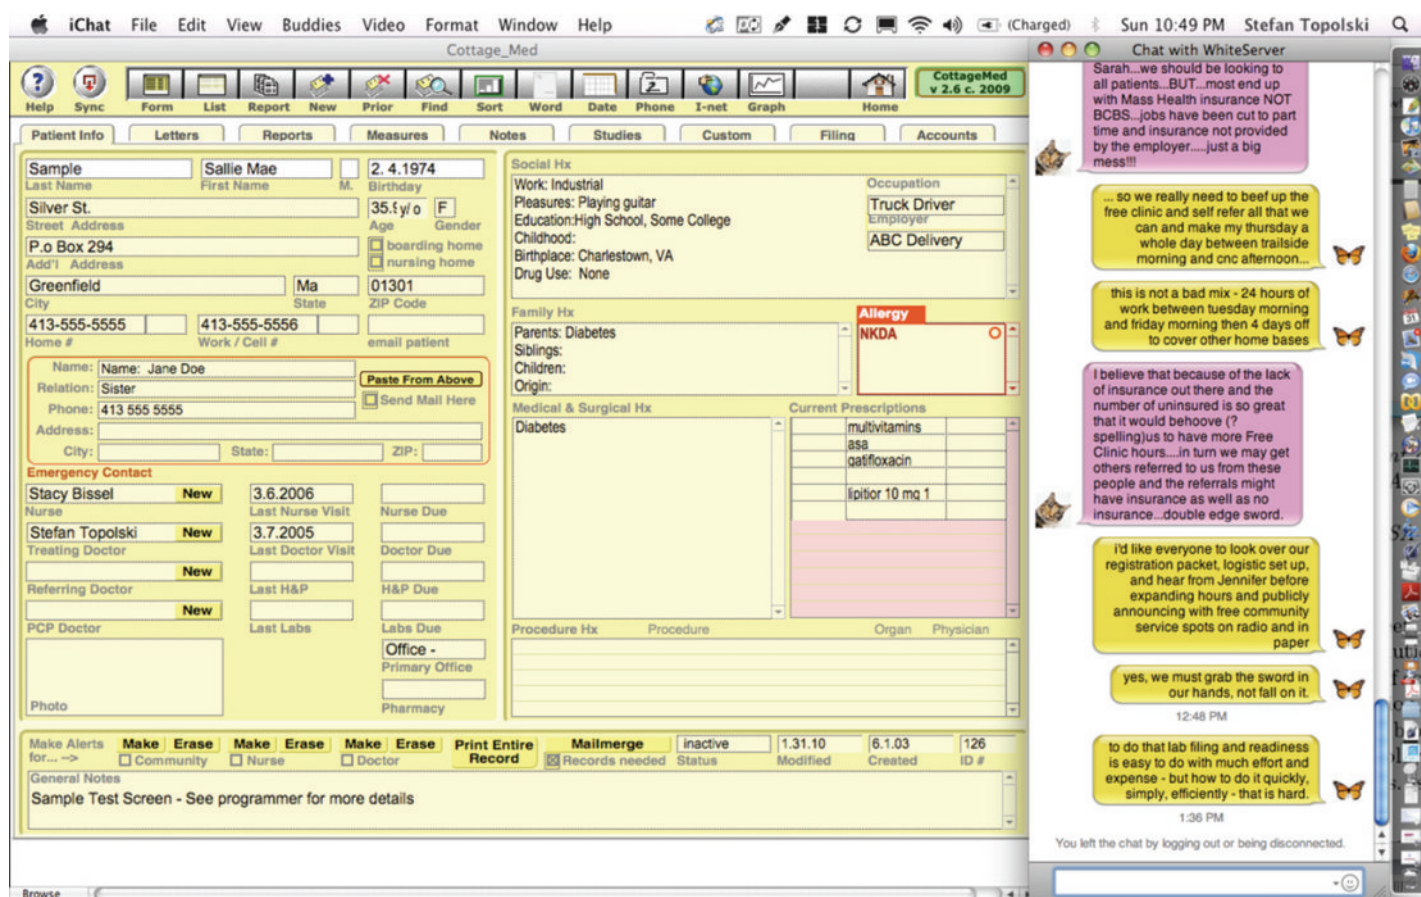 iChat File Edit View Buddies Video Format Window Help (Charged) Sun 10:49 PM Stefan Topolski
Cottage_Med
Help Sync Form List Report New Prior Find Sort Word Date Phone I-net Graph Home
CottageMed
v 2.6 c. 2009
Patient Info Letters Reports Measures Notes Studies Custom Filing Accounts
Sample Sallie Mae 2. 4.1974
Last Name First Name M. Birthday
Silver St. 35.5 y/o F
Street Address Age Gender
P.o Box 294 boarding home
Add'l Address nursing home
Greenfield Ma 01301
City State ZIP Code
413-555-5555 413-555-5556
Home # Work / Cell # email patient
Name: Name: Jane Doe
Relation: Sister Paste From Above
Phone: 413 555 5555 Send Mail Here
Address:
City: State: ZIP:
Emergency Contact
Stacy Bissel New 3.6.2006
Nurse Last Nurse Visit Nurse Due
Stefan Topolski New 3.7.2005
Treating Doctor Last Doctor Visit Doctor Due
New
Referring Doctor Last H&P H&P Due
New
PCP Doctor Last Labs Labs Due
Office -
Primary Office
Photo Pharmacy
Social Hx
Work: Industrial
Pleasures: Playing guitar
Education:High School, Some College
Childhood:
Birthplace: Charlestown, VA
Drug Use: None
Occupation
Truck Driver
Employer
ABC Delivery
Family Hx
Parents: Diabetes
Siblings:
Children:
Origin:
Allergy
NKDA
Medical & Surgical Hx
Diabetes
Current Prescriptions
multivitamins
asa
gatifloxacin
lipitior 10 mg 1
Procedure Hx Procedure Organ Physician
Make Alerts Make Erase Make Erase Make Erase Print Entire Mailmerge inactive 1.31.10 6.1.03 126
for... --> Community Nurse Doctor Record Records needed Status Modified Created ID #
General Notes
Sample Test Screen - See programmer for more details
Browse
Chat with WhiteServer
Sarah...we should be looking to
all patients...BUT...most end up
with Mass Health insurance NOT
BCBS...jobs have been cut to part
time and insurance not provided
by the employer.....just a big
mess!!!
... so we really need to beef up the
free clinic and self refer all that we
can and make my thursday a
whole day between trailside
morning and cnc afternoon...
this is not a bad mix - 24 hours of
work between tuesday morning
and friday morning then 4 days off
to cover other home bases
I believe that because of the lack
of insurance out there and the
number of uninsured is so great
that it would behoove (?
spelling)us to have more Free
Clinic hours....in turn we may get
others referred to us from these
people and the referrals might
have insurance as well as no
insurance...double edge sword.
i'd like everyone to look over our
registration packet, logistic set up,
and hear from Jennifer before
expanding hours and publicly
announcing with free community
service spots on radio and in
paper
yes, we must grab the sword in
our hands, not fall on it.
12:48 PM
to do that lab filing and readiness
is easy to do with much effort and
expense - but how to do it quickly,
simply, efficiently - that is hard.
1:36 PM
You left the chat by logging out or being disconnected.